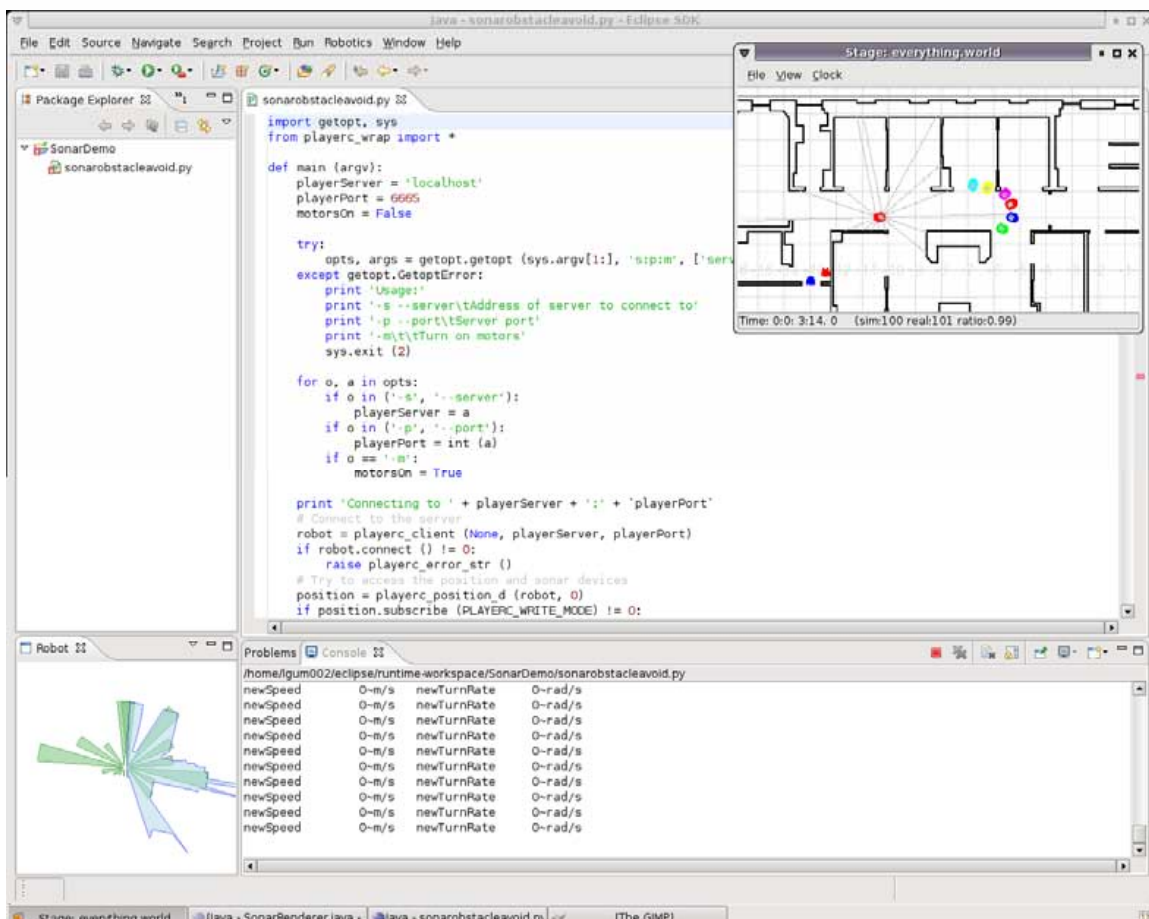 Java - sonarobstacleavoid.py - Eclipse SDK
File Edit Source Navigate Search Project Run Robotics Window Help
Package Explorer
SonarDemo
sonarobstacleavoid.py
sonarobstacleavoid.py
import getopt, sys
from playerc_wrap import *
def main (argv):
playerServer = 'localhost'
playerPort = 6665
motorsOn = False
try:
opts, args = getopt.getopt (sys.argv[1:], 's:p:m', ['serv
except getopt.GetoptError:
print 'Usage:'
print '-s --server\tAddress of server to connect to'
print '-p --port\tServer port'
print '-m\t\tTurn on motors'
sys.exit (2)
for o, a in opts:
if o in ('-s', '--server'):
playerServer = a
if o in ('-p', '--port'):
playerPort = int (a)
if o == '-m':
motorsOn = True
print 'Connecting to ' + playerServer + ':' + `playerPort`
# Connect to the server
robot = playerc_client (None, playerServer, playerPort)
if robot.connect () != 0:
raise playerc_error_str ()
# Try to access the position and sonar devices
position = playerc_position_d (robot, 0)
if position.subscribe (PLAYERC_WRITE_MODE) != 0:
Stage: everything.world
File View Clock
Time: 0:0: 3:14. 0 (sim:100 real:101 ratio:0.99)
Robot
Problems Console
/home/lgum002/eclipse/runtime-workspace/SonarDemo/sonarobstacleavoid.py
newSpeed 0~m/s newTurnRate 0~rad/s
newSpeed 0~m/s newTurnRate 0~rad/s
newSpeed 0~m/s newTurnRate 0~rad/s
newSpeed 0~m/s newTurnRate 0~rad/s
newSpeed 0~m/s newTurnRate 0~rad/s
newSpeed 0~m/s newTurnRate 0~rad/s
newSpeed 0~m/s newTurnRate 0~rad/s
newSpeed 0~m/s newTurnRate 0~rad/s
newSpeed 0~m/s newTurnRate 0~rad/s
newSpeed 0~m/s newTurnRate 0~rad/s
Stage: everything.world [Java - SonarRenderer.java - Java - sonarobstacleavoid.py [The GIMP]